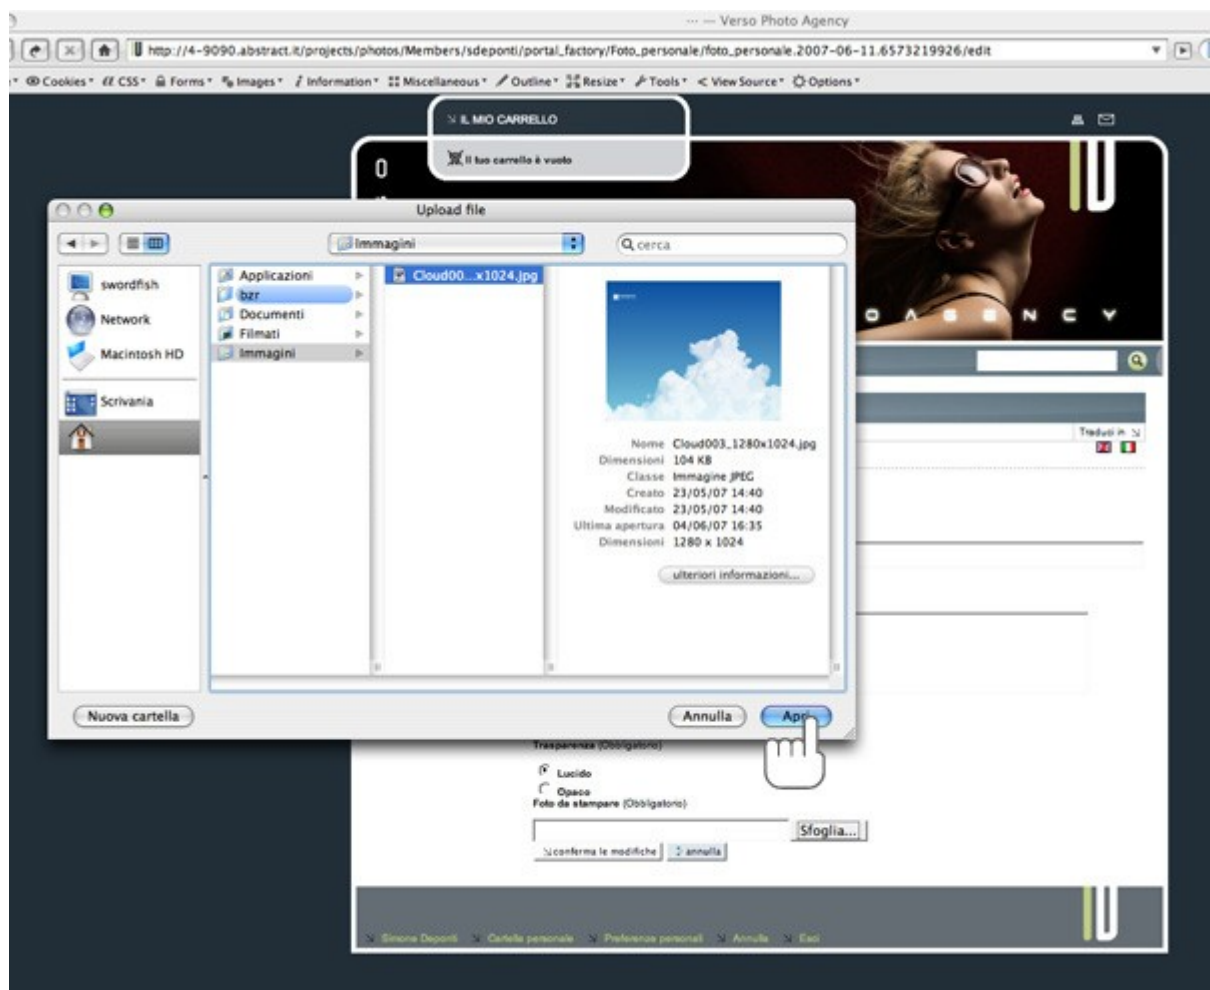 --- — Verso Photo Agency
http://4-9090.abstract.it/projects/photos/Members/sdeponti/portal_factory/Foto_personale/foto_personale.2007-06-11.6573219926/edit
Cookies CSS Forms Images Information Miscellaneous Outline Resize Tools View Source Options
IL MIO CARRELLO
Il tuo carrello è vuoto
Upload file
Immagini
cerca
swordfish
Network
Macintosh HD
Scrivania
Applicazioni
bzr
Documenti
Filmati
Immagini
Cloud00...x1024.jpg
Nome Cloud003_1280x1024.jpg
Dimensioni 104 KB
Classe Immagine JPEG
Creato 23/05/07 14:40
Modificato 23/05/07 14:40
Ultima apertura 04/06/07 16:35
Dimensioni 1280 x 1024
ulteriori informazioni...
Nuova cartella
Annulla
Apri
OAGENCY
Traduci in
Trasparenza (Obbligatorio)
Lucido
Opaco
Foto da stampare (Obbligatorio)
Sfoglia...
conferma le modifiche
annulla
Simone Deponti Cartella personale Preferenze personali Annulla Esci